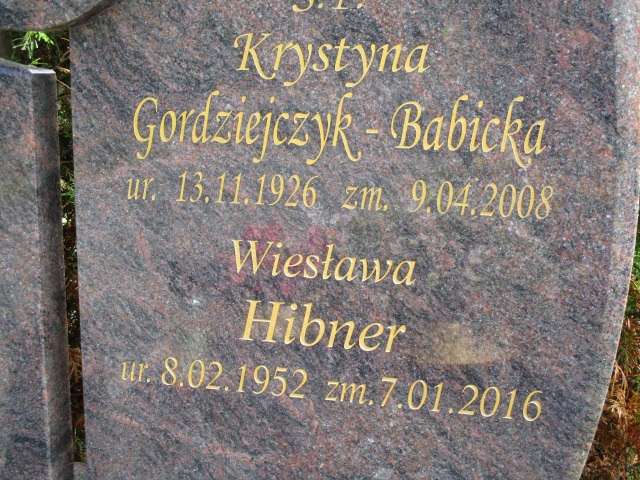 Ś.P.
Krystyna
Gordziejczyk - Babicka
ur. 13.11.1926 zm. 9.04.2008
Wiesława
Hibner
ur. 8.02.1952 zm.7.01.2016